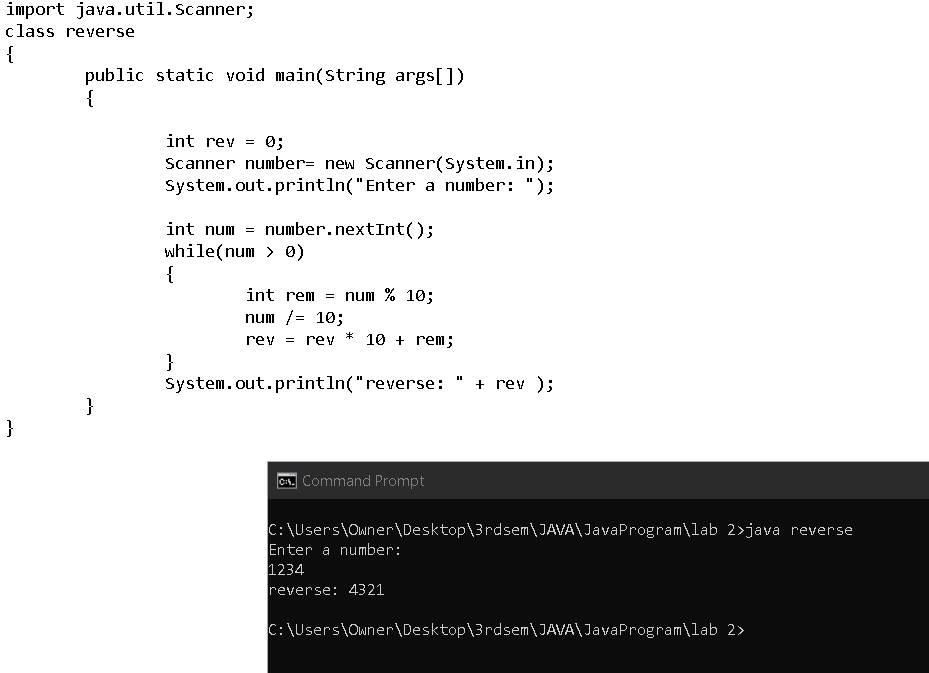 import java.util.Scanner;
class reverse
{
        public static void main(String args[])
        {
                int rev = 0;
                Scanner number= new Scanner(System.in);
                System.out.println("Enter a number: ");
                int num = number.nextInt();
                while(num > 0)
                {
                        int rem = num % 10;
                        num /= 10;
                        rev = rev * 10 + rem;
                }
                System.out.println("reverse: " + rev );
        }
}
Command Prompt
C:\Users\Owner\Desktop\3rdsem\JAVA\JavaProgram\lab 2>java reverse
Enter a number:
1234
reverse: 4321
C:\Users\Owner\Desktop\3rdsem\JAVA\JavaProgram\lab 2>